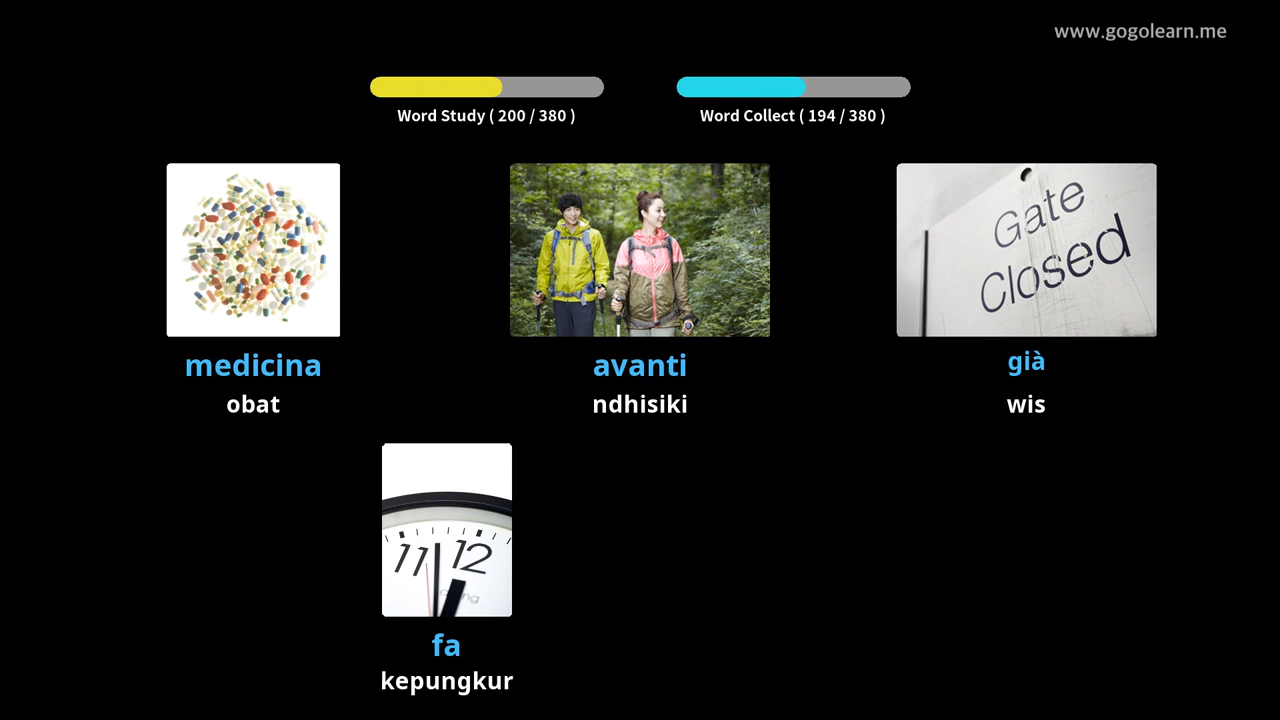 www.gogolearn.me
Word Study ( 200 / 380 )
Word Collect ( 194 / 380 )
Gate
Closed
medicina
avanti
già
obat
ndhisiki
wis
11 12
fa
kepungkur